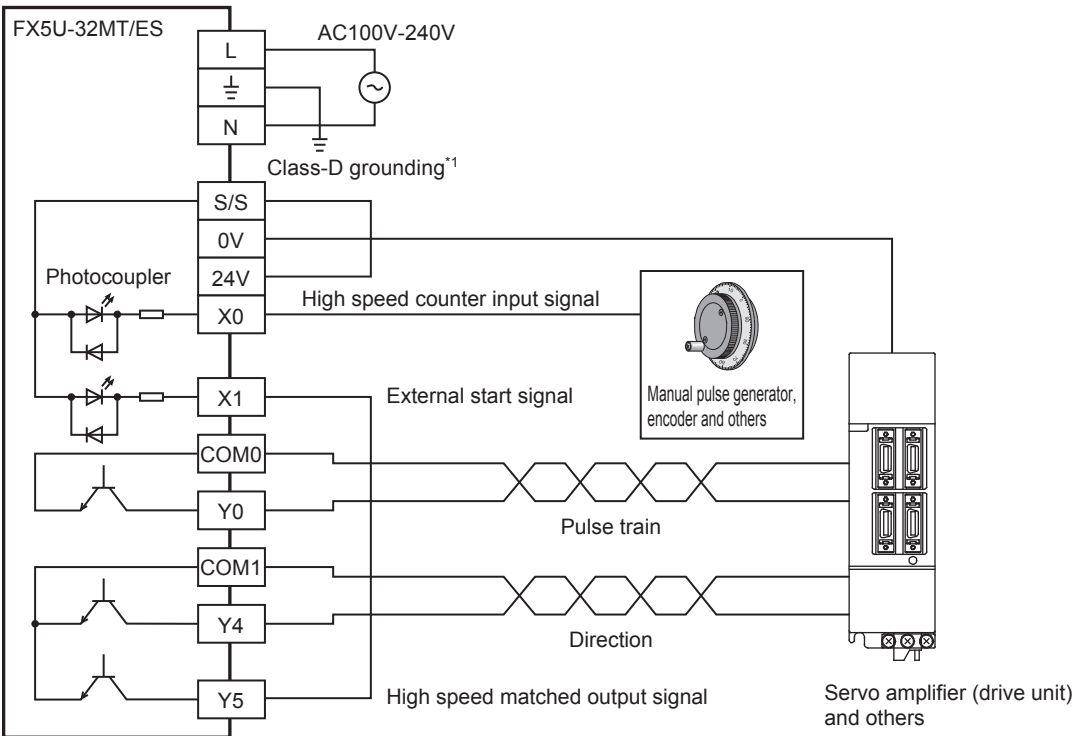 FX5U-32MT/ES
AC100V-240V
L
N
Class-D grounding*1
S/S
0V
24V
Photocoupler
High speed counter input signal
X0
Manual pulse generator,
encoder and others
X1
External start signal
COM0
Y0
Pulse train
COM1
Y4
Direction
Y5
High speed matched output signal
Servo amplifier (drive unit)
and others